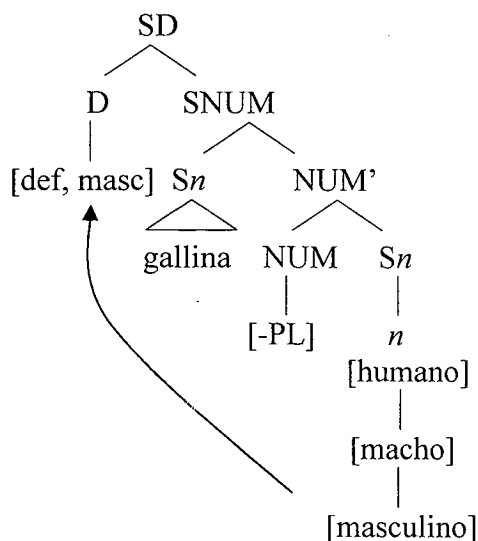 SD
D SNUM
[def, masc] Sn NUM’
gallina NUM Sn
[-PL] n
[humano]
[macho]
[masculino]